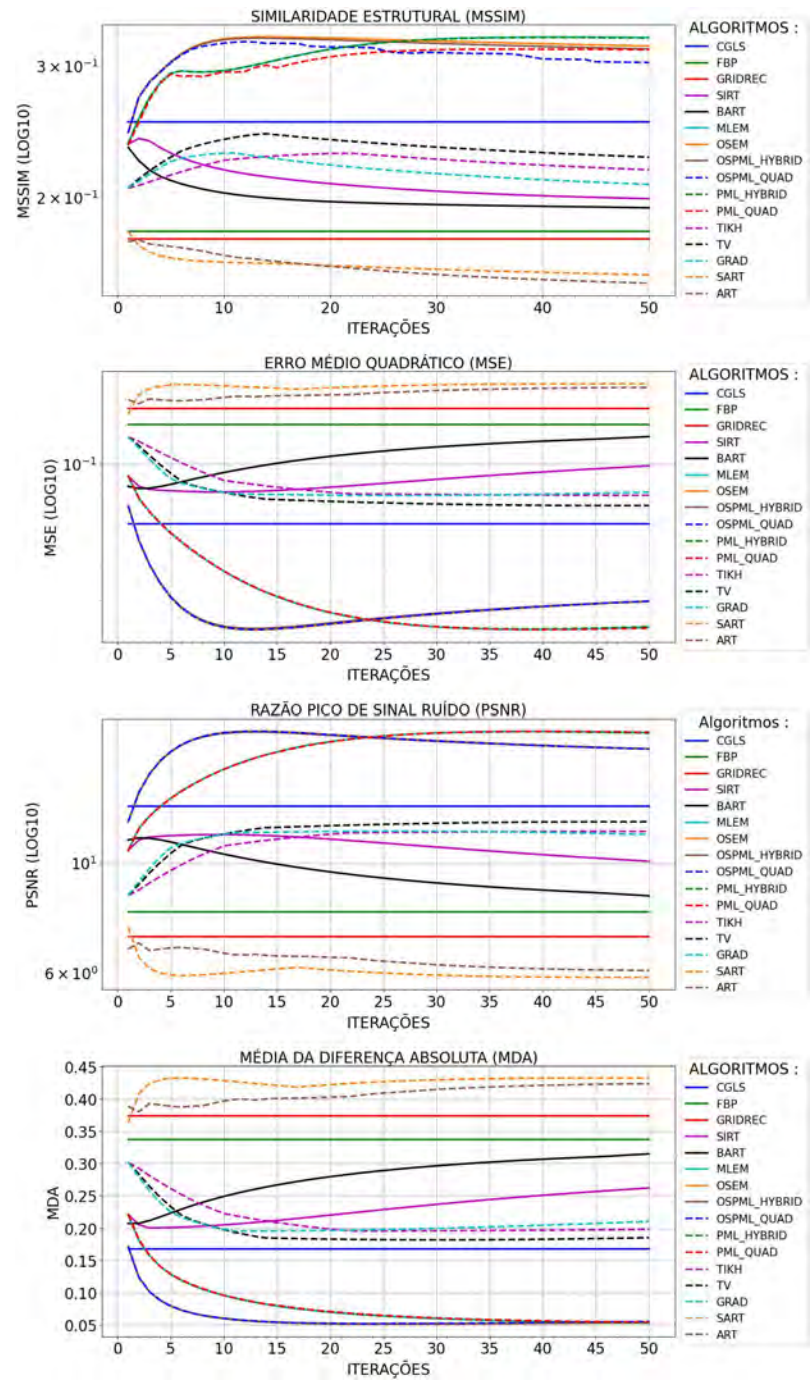 SIMILARIDADE ESTRUTURAL (MSSIM)
MSSIM (LOG10)
3 × 10⁻¹
2 × 10⁻¹
0 5 10 15 20 25 30 35 40 45 50
ITERAÇÕES
ALGORITMOS :
CGLS
FBP
GRIDREC
SIRT
BART
MLEM
OSEM
OSPML_HYBRID
OSPML_QUAD
PML_HYBRID
PML_QUAD
TIKH
TV
GRAD
SART
ART
ERRO MÉDIO QUADRÁTICO (MSE)
MSE (LOG10)
10⁻¹
0 5 10 15 20 25 30 35 40 45 50
ITERAÇÕES
ALGORITMOS :
CGLS
FBP
GRIDREC
SIRT
BART
MLEM
OSEM
OSPML_HYBRID
OSPML_QUAD
PML_HYBRID
PML_QUAD
TIKH
TV
GRAD
SART
ART
RAZÃO PICO DE SINAL RUÍDO (PSNR)
PSNR (LOG10)
10¹
6 × 10⁰
0 5 10 15 20 25 30 35 40 45 50
ITERAÇÕES
Algoritmos :
CGLS
FBP
GRIDREC
SIRT
BART
MLEM
OSEM
OSPML_HYBRID
OSPML_QUAD
PML_HYBRID
PML_QUAD
TIKH
TV
GRAD
SART
ART
MÉDIA DA DIFERENÇA ABSOLUTA (MDA)
MDA
0.45
0.40
0.35
0.30
0.25
0.20
0.15
0.10
0.05
0 5 10 15 20 25 30 35 40 45 50
ITERAÇÕES
ALGORITMOS :
CGLS
FBP
GRIDREC
SIRT
BART
MLEM
OSEM
OSPML_HYBRID
OSPML_QUAD
PML_HYBRID
PML_QUAD
TIKH
TV
GRAD
SART
ART